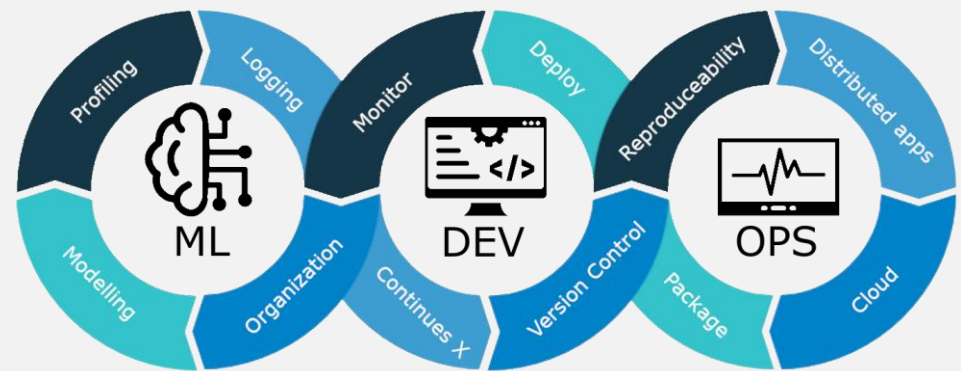 Profiling
Logging
Modelling
Organization
ML
Monitor
Deploy
Continues X
Version Control
</>
DEV
Reproduceability
Distributed apps
Package
Cloud
OPS